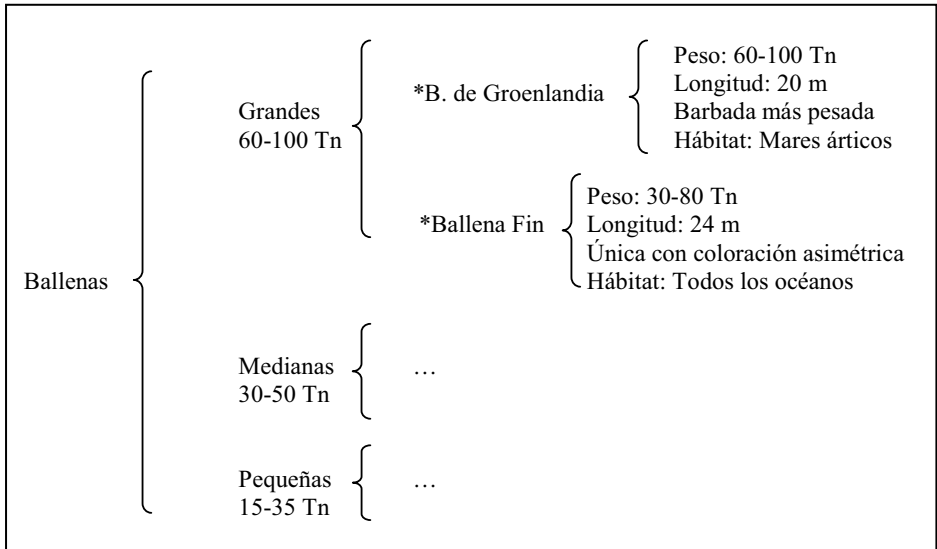 Ballenas
Grandes
60-100 Tn
*B. de Groenlandia
Peso: 60-100 Tn
Longitud: 20 m
Barbada más pesada
Hábitat: Mares árticos
*Ballena Fin
Peso: 30-80 Tn
Longitud: 24 m
Única con coloración asimétrica
Hábitat: Todos los océanos
Medianas
30-50 Tn
…
Pequeñas
15-35 Tn
…